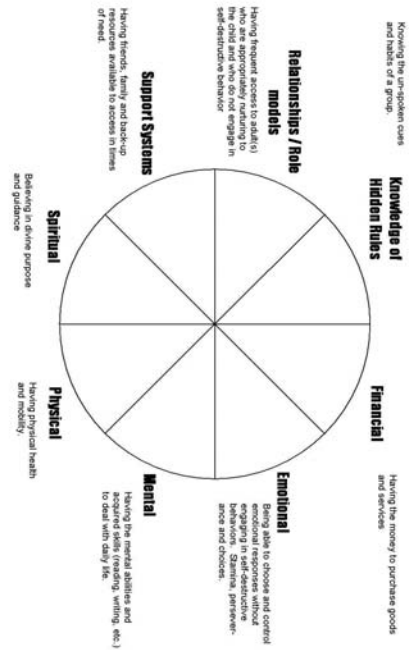 Knowing the un-spoken cues
and habits of a group.
Knowledge of
Hidden Rules
Financial
Having the money to purchase goods
and services
Relationships / Role
models
Having frequent access to adult(s)
who are appropriately nurturing to
the child and who do not engage in
self-destructive behavior
Emotional
Being able to choose and control
emotional responses without
engaging in self-destructive
behaviors. Stamina, persever-
ance and choices.
Support Systems
Having friends, family and back-up
resources available to access in times
of need.
Mental
Having the mental abilities and
acquired skills (reading, writing, etc.)
to deal with daily life.
Spiritual
Believing in divine purpose
and guidance
Physical
Having physical health
and mobility.